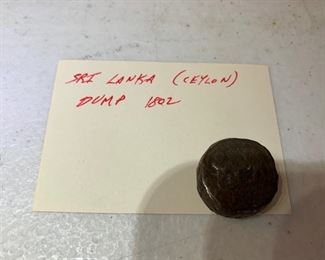 SRI LANKA (CEYLON)
DUMP 1802